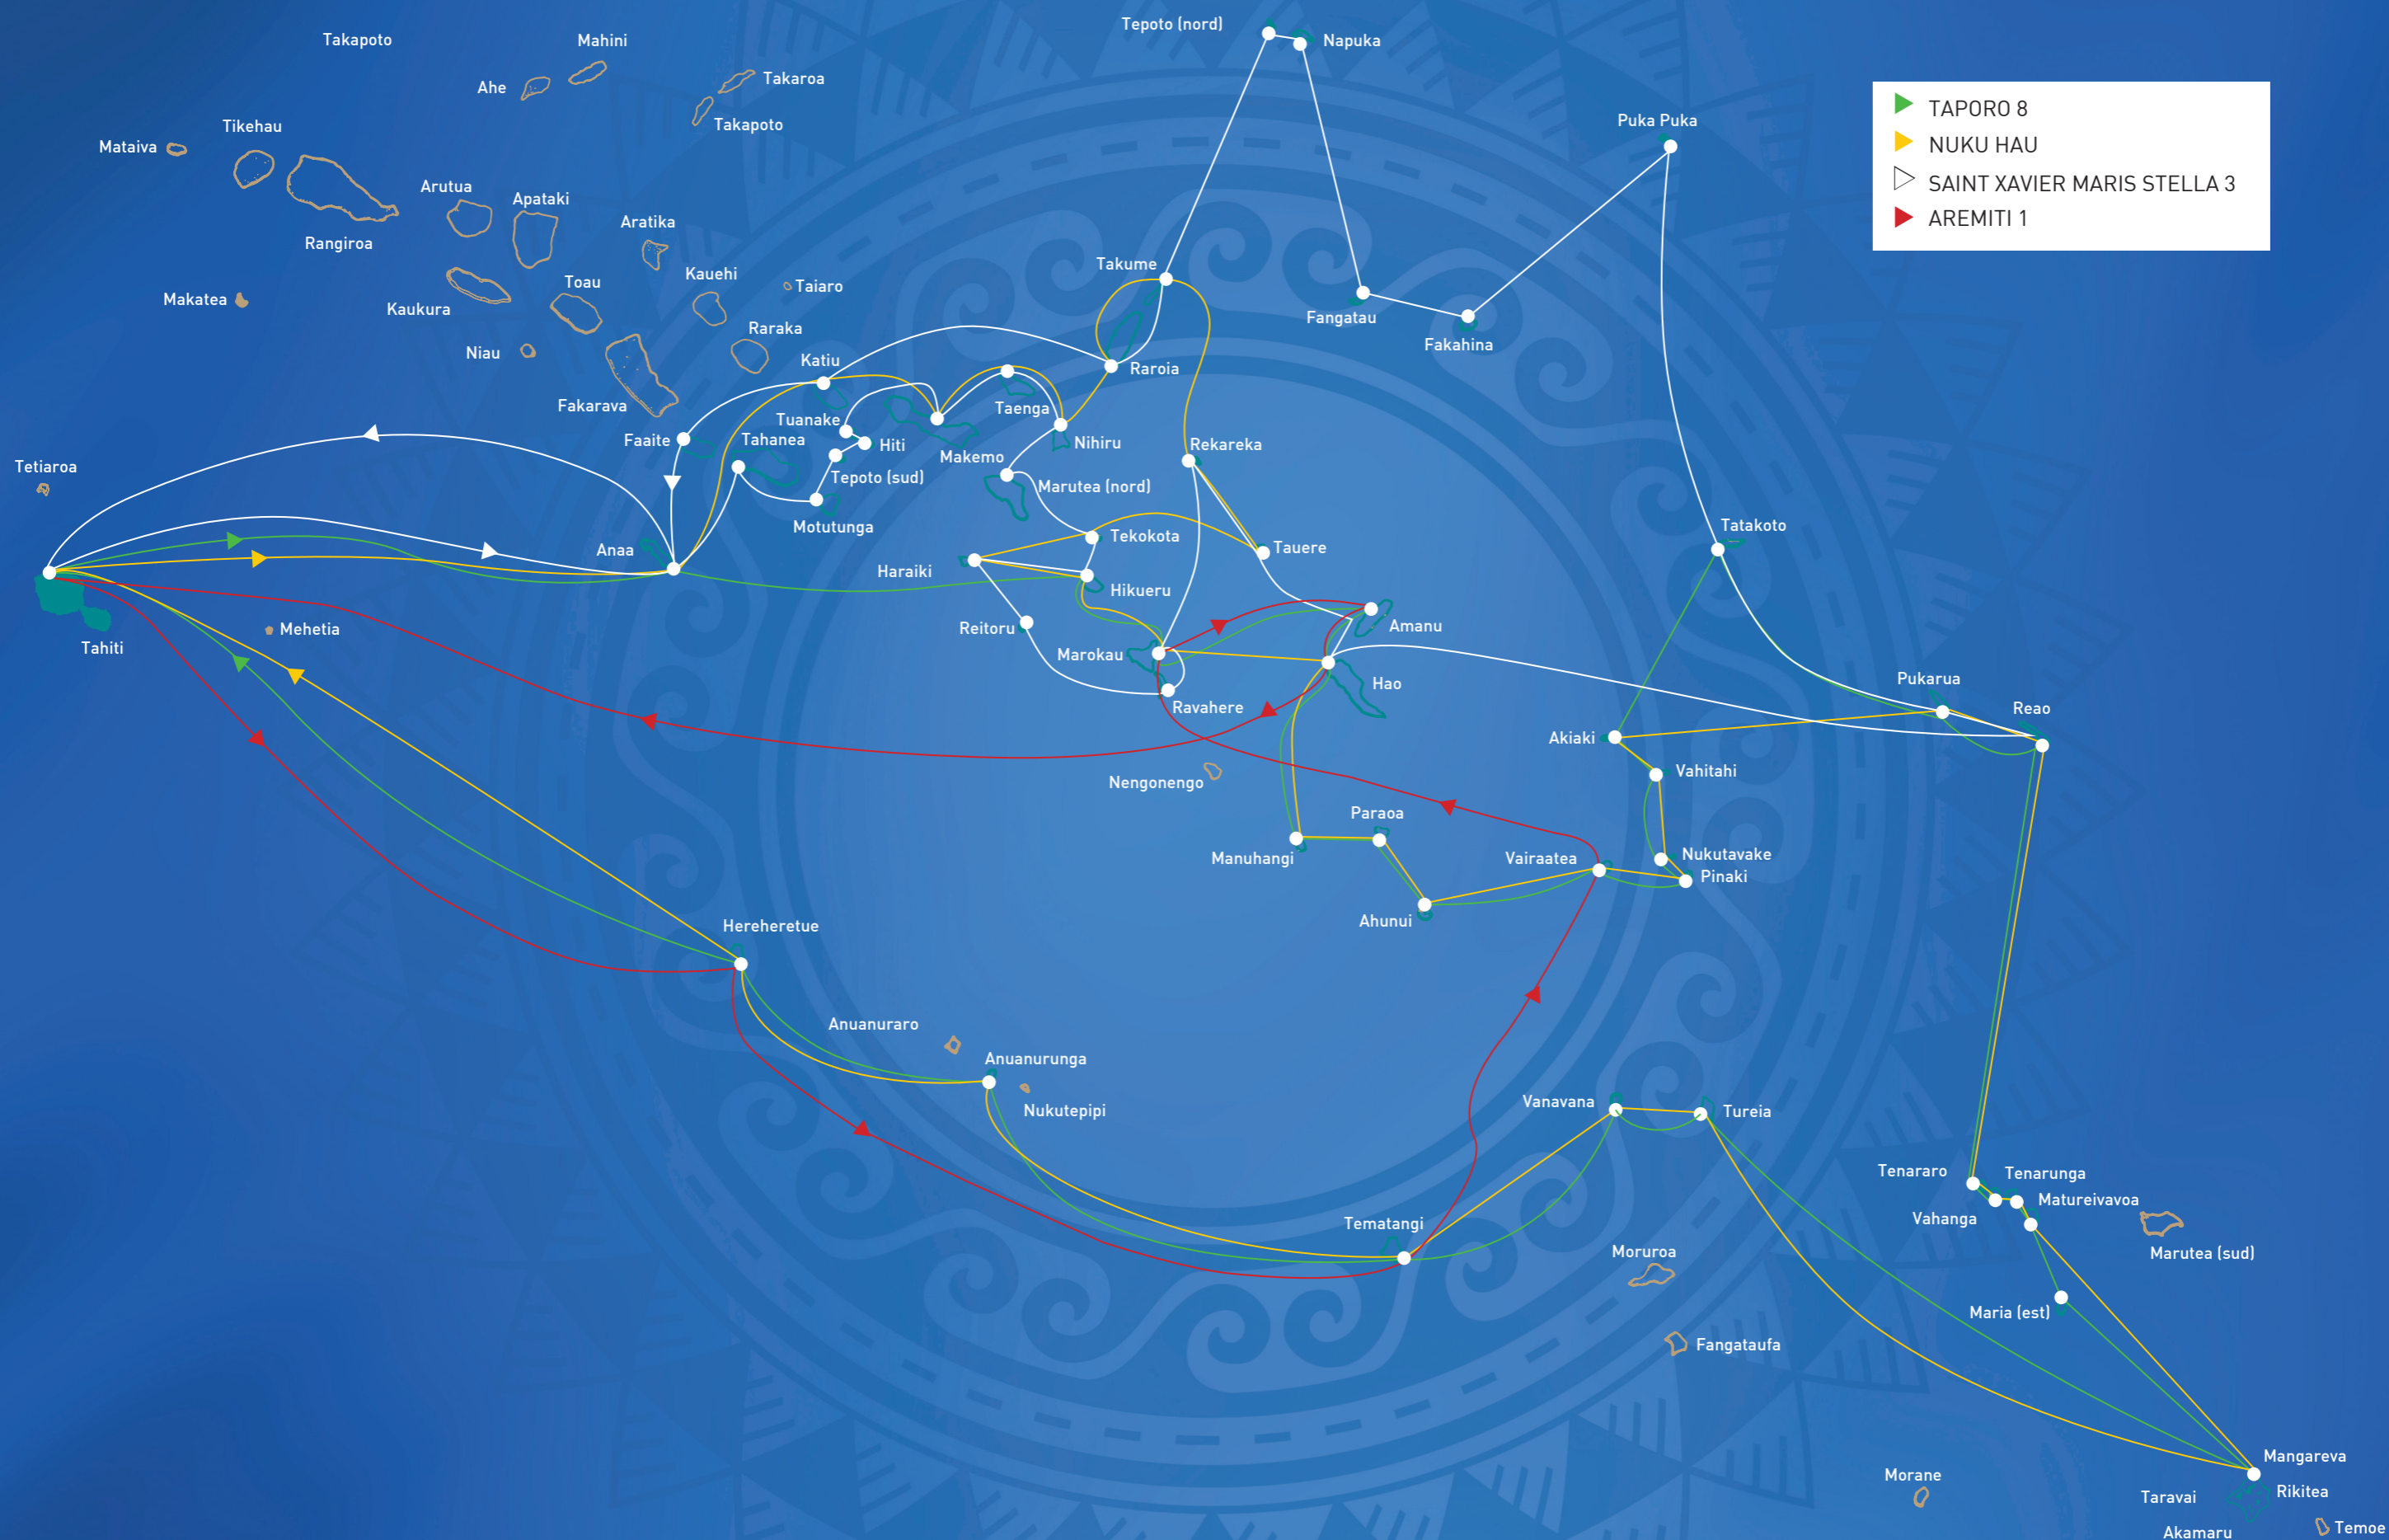 Tepoto (nord)
Napuka
Takapoto
Mahini
Takaroa
Ahe
Takapoto
Puka Puka
TAPORO 8
NUKU HAU
SAINT XAVIER MARIS STELLA 3
AREMITI 1
Tikehau
Mataiva
Arutua
Apataki
Aratika
Rangiroa
Takume
Kauehi
Toau
Taiaro
Makatea
Kaukura
Fangatau
Raraka
Fakahina
Niau
Katiu
Raroia
Fakarava
Taenga
Tuanake
Faaite
Tahanea
Hiti
Nihiru
Rekareka
Makemo
Tetiaroa
Tepoto (sud)
Marutea (nord)
Motutunga
Tatakoto
Tekokota
Anaa
Tauere
Haraiki
Hikueru
Mehetia
Reitoru
Amanu
Tahiti
Marokau
Pukarua
Hao
Ravahere
Reao
Akiaki
Vahitahi
Nengonengo
Paraoa
Manuhangi
Vairaatea
Nukutavake
Pinaki
Ahunui
Hereheretue
Anuanuraro
Anuanurunga
Nukutepipi
Vanavana
Tureia
Tenararo
Tenarunga
Matureivavoa
Vahanga
Tematangi
Moruroa
Marutea (sud)
Maria (est)
Fangataufa
Mangareva
Morane
Rikitea
Taravai
Temoe
Akamaru